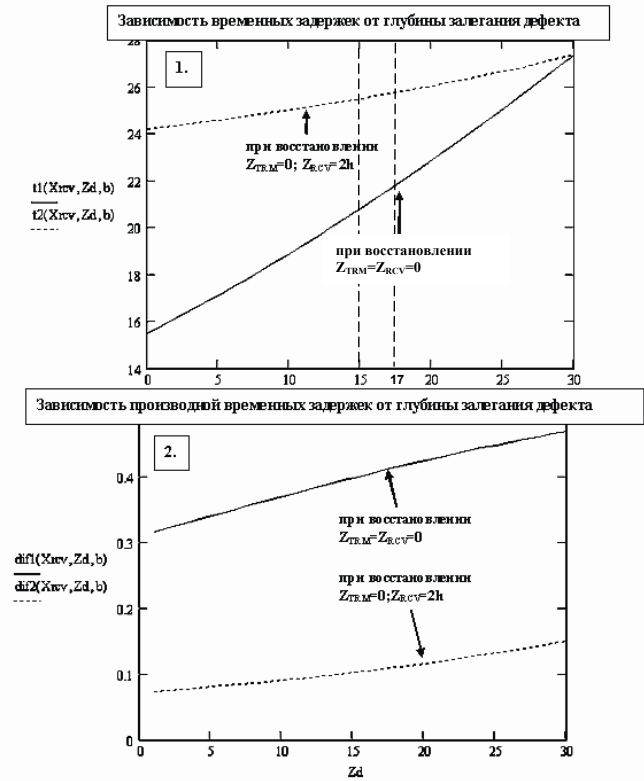 Зависимость временных задержек от глубины залегания дефекта
1.
28
26
24
22
20
18
16
14
t1(Xrcv,Zd,b)
t2(Xrcv,Zd,b)
при восстановлении
ZTRM=0; ZRCV=2h
при восстановлении
ZTRM=ZRCV=0
0 5 10 15 17 20 25 30
Зависимость производной временных задержек от глубины залегания дефекта
2.
0.4
0.3
0.2
0.1
0
dif1(Xrcv,Zd,b)
dif2(Xrcv,Zd,b)
при восстановлении
ZTRM=ZRCV=0
при восстановлении
ZTRM=0;ZRCV=2h
0 5 10 15 20 25 30
Zd